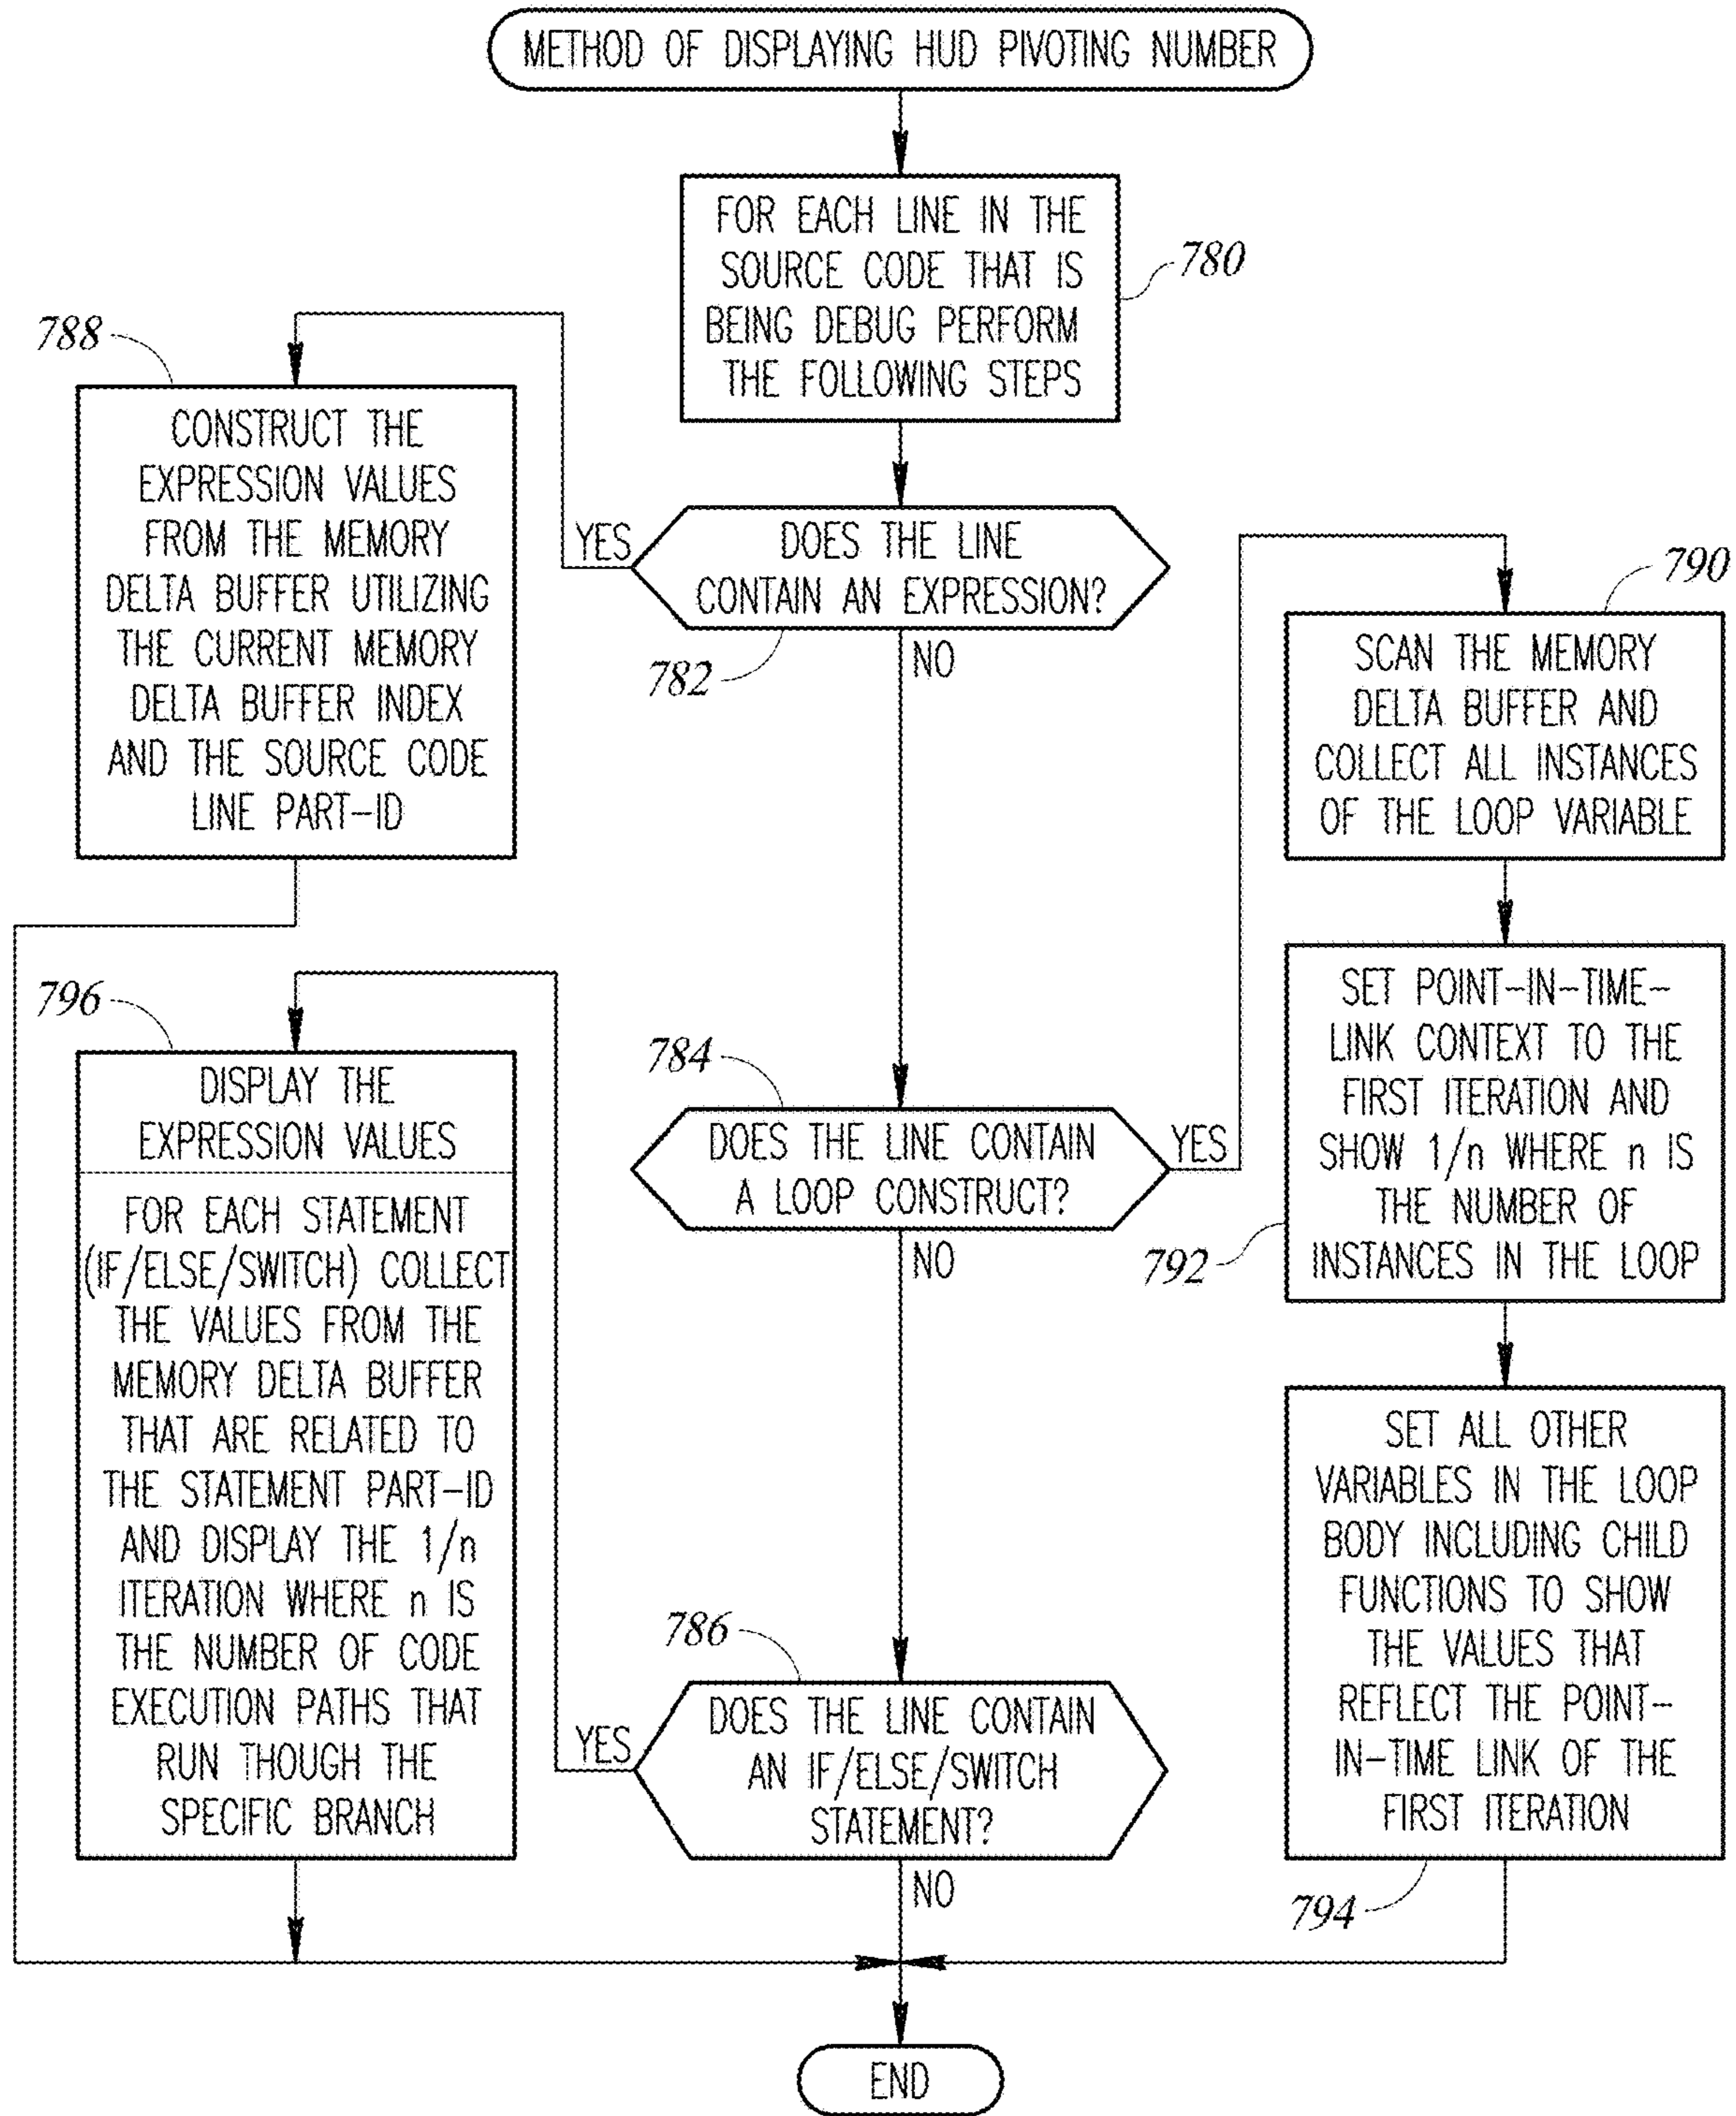 METHOD OF DISPLAYING HUD PIVOTING NUMBER
FOR EACH LINE IN THE
SOURCE CODE THAT IS
BEING DEBUG PERFORM
THE FOLLOWING STEPS
780
788
CONSTRUCT THE
EXPRESSION VALUES
FROM THE MEMORY
DELTA BUFFER UTILIZING
THE CURRENT MEMORY
DELTA BUFFER INDEX
AND THE SOURCE CODE
LINE PART-ID
YES
DOES THE LINE
CONTAIN AN EXPRESSION?
782
NO
790
SCAN THE MEMORY
DELTA BUFFER AND
COLLECT ALL INSTANCES
OF THE LOOP VARIABLE
796
DISPLAY THE
EXPRESSION VALUES
FOR EACH STATEMENT
(IF/ELSE/SWITCH) COLLECT
THE VALUES FROM THE
MEMORY DELTA BUFFER
THAT ARE RELATED TO
THE STATEMENT PART-ID
AND DISPLAY THE 1/n
ITERATION WHERE n IS
THE NUMBER OF CODE
EXECUTION PATHS THAT
RUN THOUGH THE
SPECIFIC BRANCH
784
DOES THE LINE CONTAIN
A LOOP CONSTRUCT?
YES
NO
SET POINT-IN-TIME-
LINK CONTEXT TO THE
FIRST ITERATION AND
SHOW 1/n WHERE n IS
THE NUMBER OF
INSTANCES IN THE LOOP
792
SET ALL OTHER
VARIABLES IN THE LOOP
BODY INCLUDING CHILD
FUNCTIONS TO SHOW
THE VALUES THAT
REFLECT THE POINT-
IN-TIME LINK OF THE
FIRST ITERATION
794
786
YES
DOES THE LINE CONTAIN
AN IF/ELSE/SWITCH
STATEMENT?
NO
END